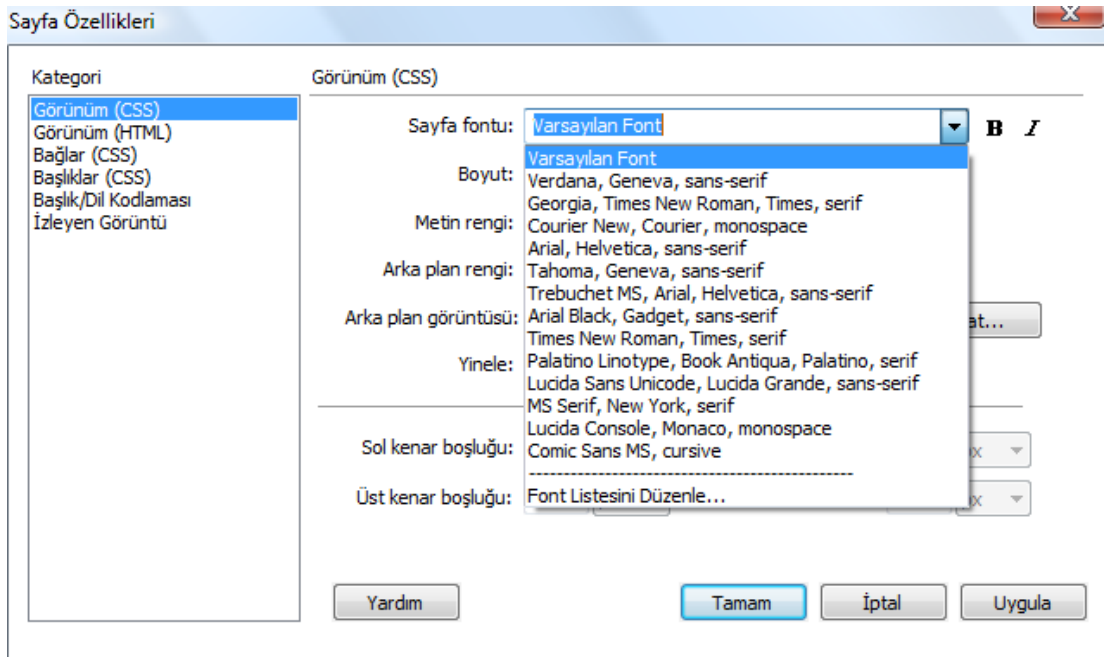 Sayfa Özellikleri
Kategori
Görünüm (CSS)
Görünüm (HTML)
Bağlar (CSS)
Başlıklar (CSS)
Başlık/Dil Kodlaması
İzleyen Görüntü
Görünüm (CSS)
Sayfa fontu: Varsayılan Font B I
Varsayılan Font
Verdana, Geneva, sans-serif
Georgia, Times New Roman, Times, serif
Courier New, Courier, monospace
Arial, Helvetica, sans-serif
Tahoma, Geneva, sans-serif
Trebuchet MS, Arial, Helvetica, sans-serif
Arial Black, Gadget, sans-serif
Times New Roman, Times, serif
Palatino Linotype, Book Antiqua, Palatino, serif
Lucida Sans Unicode, Lucida Grande, sans-serif
MS Serif, New York, serif
Lucida Console, Monaco, monospace
Comic Sans MS, cursive
Font Listesini Düzenle...
Boyut:
Metin rengi:
Arka plan rengi:
Arka plan görüntüsü:
Yinele:
Sol kenar boşluğu:
Üst kenar boşluğu:
Yardım
Tamam
İptal
Uygula